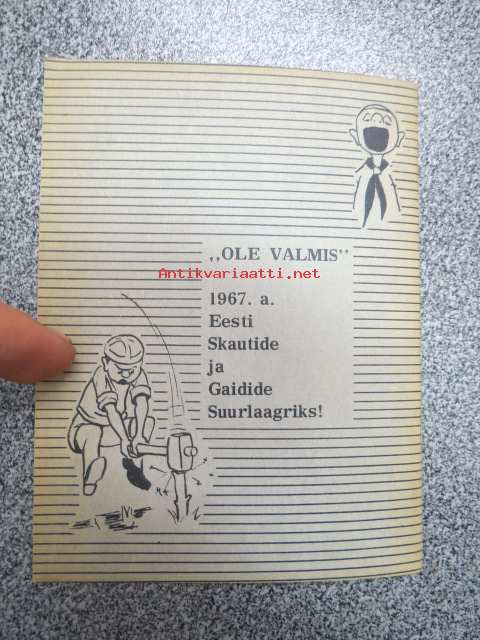 „OLE VALMIS"
Antikvariaatti.net
1967. a.
Eesti
Skautide
ja
Gaidide
Suurlaagriks!